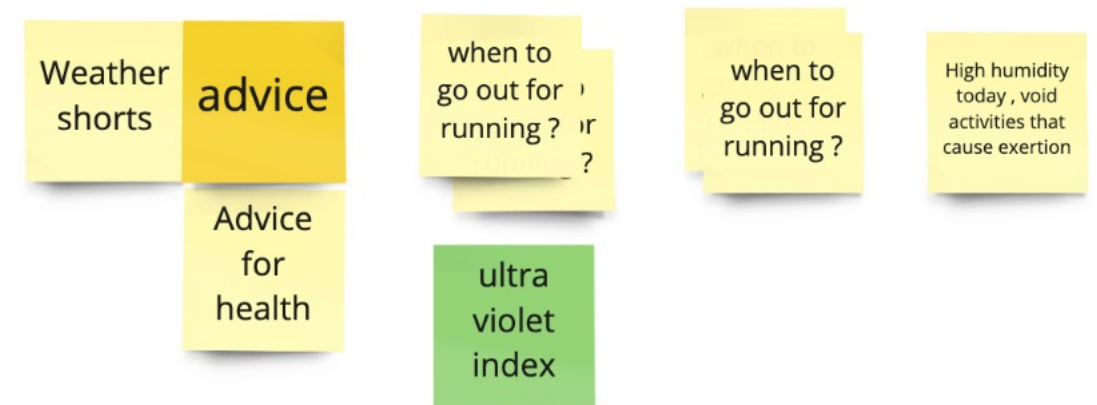 Weather
shorts
advice
Advice
for
health
when to
go out for
running ?
?
ultra
violet
index
when to
go out for
running ?
High humidity
today , void
activities that
cause exertion